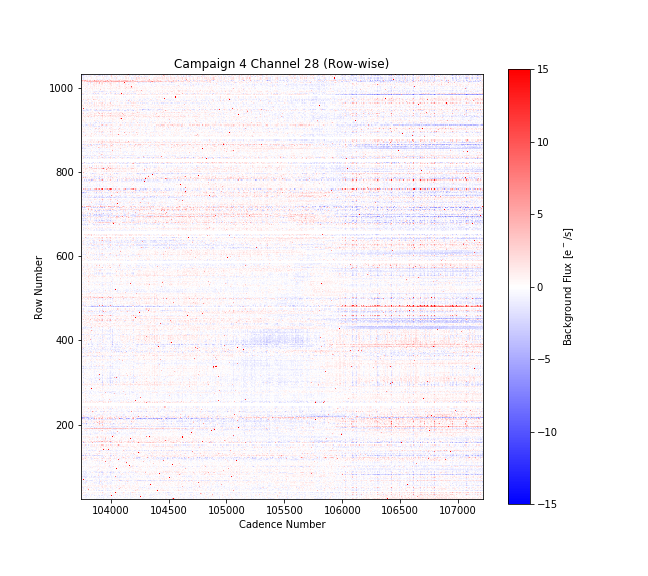 Campaign 4 Channel 28 (Row-wise)
1000
800
600
400
200
Row Number
104000 104500 105000 105500 106000 106500 107000
Cadence Number
15
10
5
0
−5
−10
−15
Background Flux [e⁻/s]